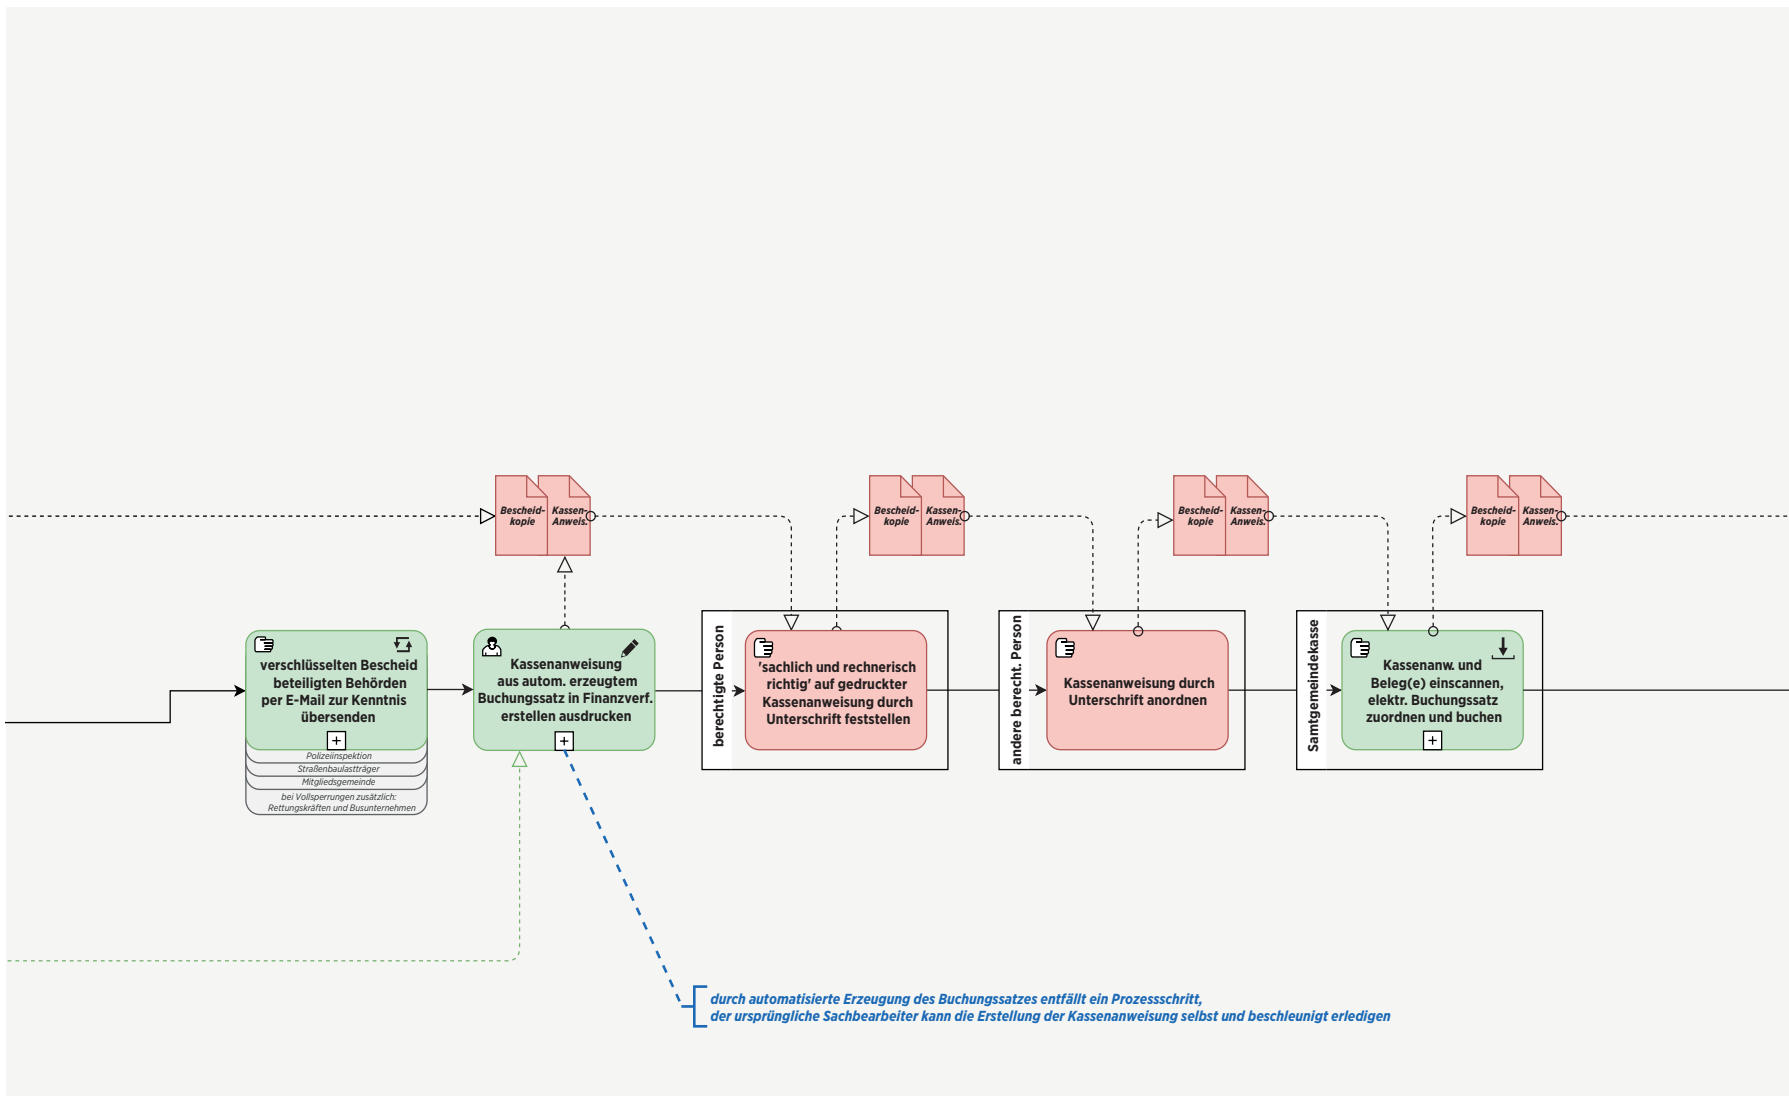 Bescheid-
kopie
Kassen-
Anweis.
Bescheid-
kopie
Kassen-
Anweis.
Bescheid-
kopie
Kassen-
Anweis.
Bescheid-
kopie
Kassen-
Anweis.
verschlüsselten Bescheid
beteiligten Behörden
per E-Mail zur Kenntnis
übersenden
Polizeiinspektion
Straßenbaulastträger
Mitgliedsgemeinde
bei Vollsperrungen zusätzlich:
Rettungskräften und Busunternehmen
Kassenanweisung
aus autom. erzeugtem
Buchungssatz in Finanzverf.
erstellen ausdrucken
berechtigte Person
'sachlich und rechnerisch
richtig' auf gedruckter
Kassenanweisung durch
Unterschrift feststellen
andere berecht. Person
Kassenanweisung durch
Unterschrift anordnen
Samtgemeindekasse
Kassenanw. und
Beleg(e) einscannen,
elektr. Buchungssatz
zuordnen und buchen
durch automatisierte Erzeugung des Buchungssatzes entfällt ein Prozessschritt,
der ursprüngliche Sachbearbeiter kann die Erstellung der Kassenanweisung selbst und beschleunigt erledigen